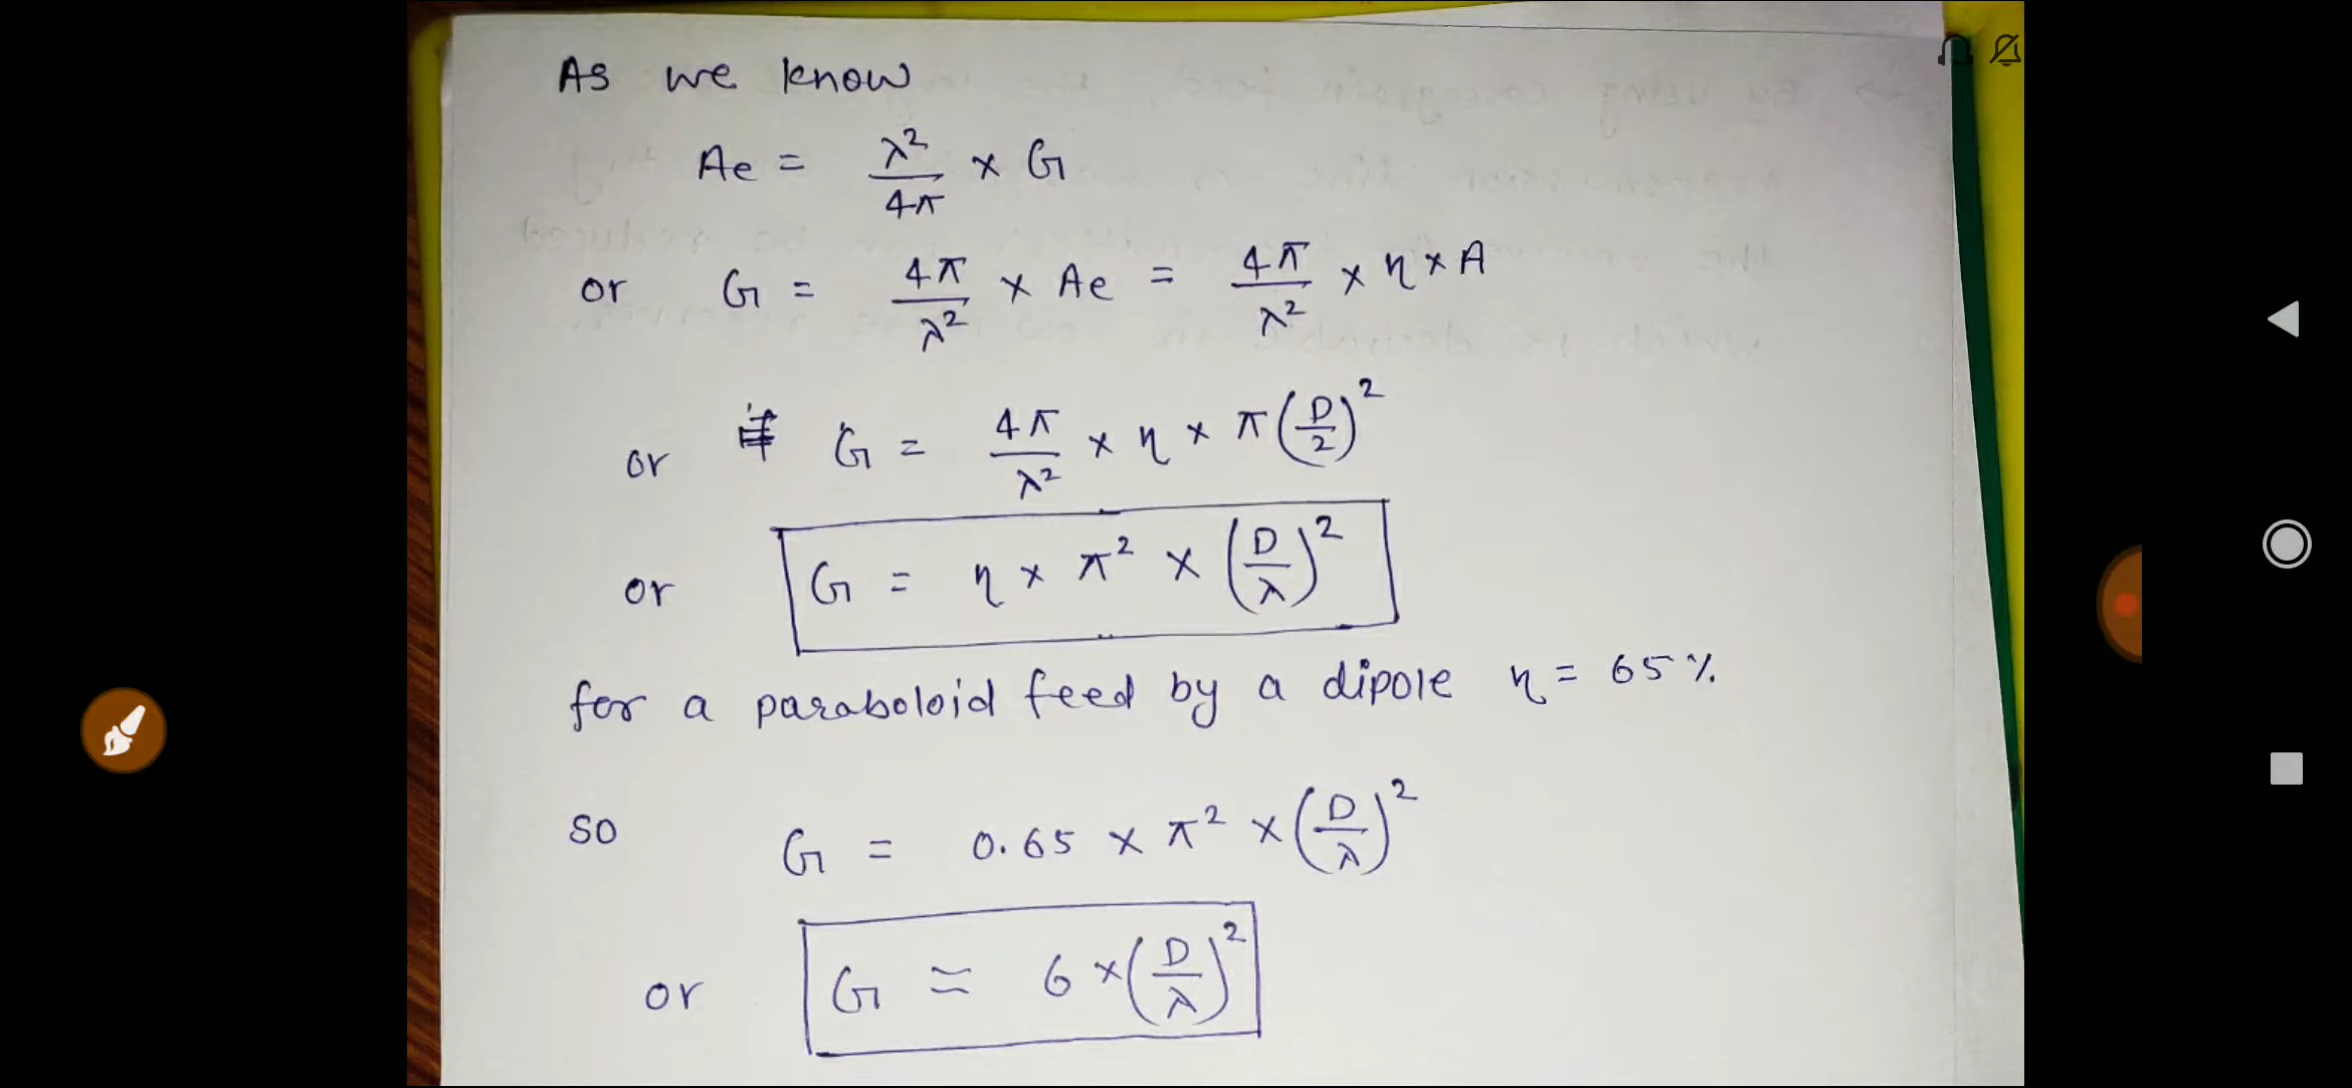 As we know
Ae = λ²/4π × G
or G = 4π/λ² × Ae = 4π/λ² × η × A
or G = 4π/λ² × η × π(D/2)²
or G = η × π² × (D/λ)²
for a paraboloid feed by a dipole η = 65%.
so G = 0.65 × π² × (D/λ)²
or G ≃ 6 × (D/λ)²